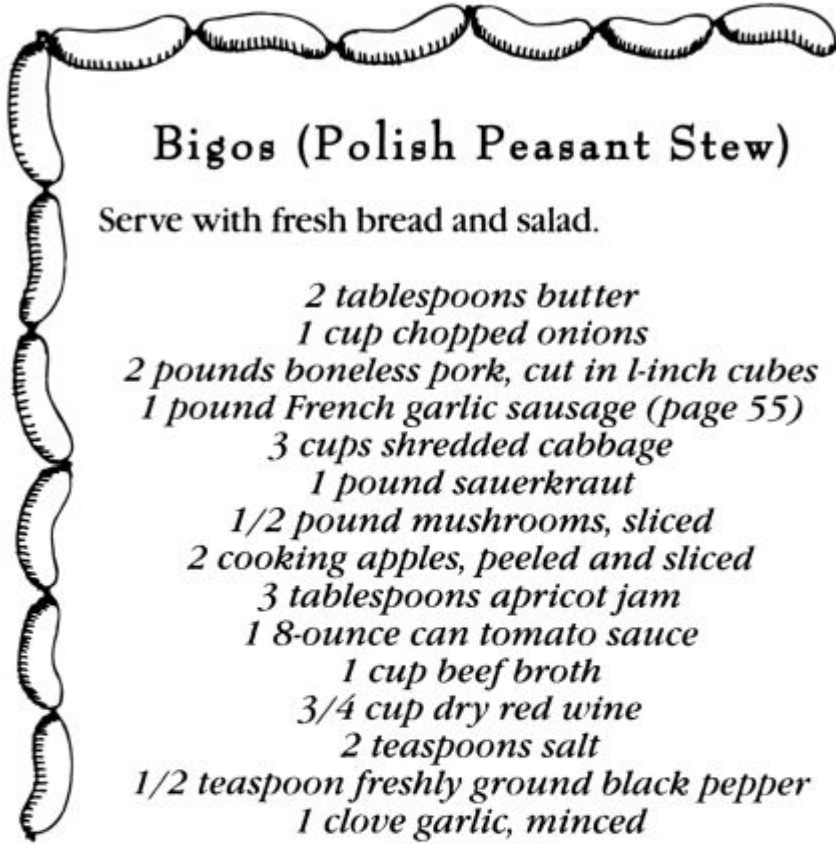 Bigos (Polish Peasant Stew)
Serve with fresh bread and salad.
2 tablespoons butter
1 cup chopped onions
2 pounds boneless pork, cut in l-inch cubes
1 pound French garlic sausage (page 55)
3 cups shredded cabbage
1 pound sauerkraut
1/2 pound mushrooms, sliced
2 cooking apples, peeled and sliced
3 tablespoons apricot jam
1 8-ounce can tomato sauce
1 cup beef broth
3/4 cup dry red wine
2 teaspoons salt
1/2 teaspoon freshly ground black pepper
1 clove garlic, minced